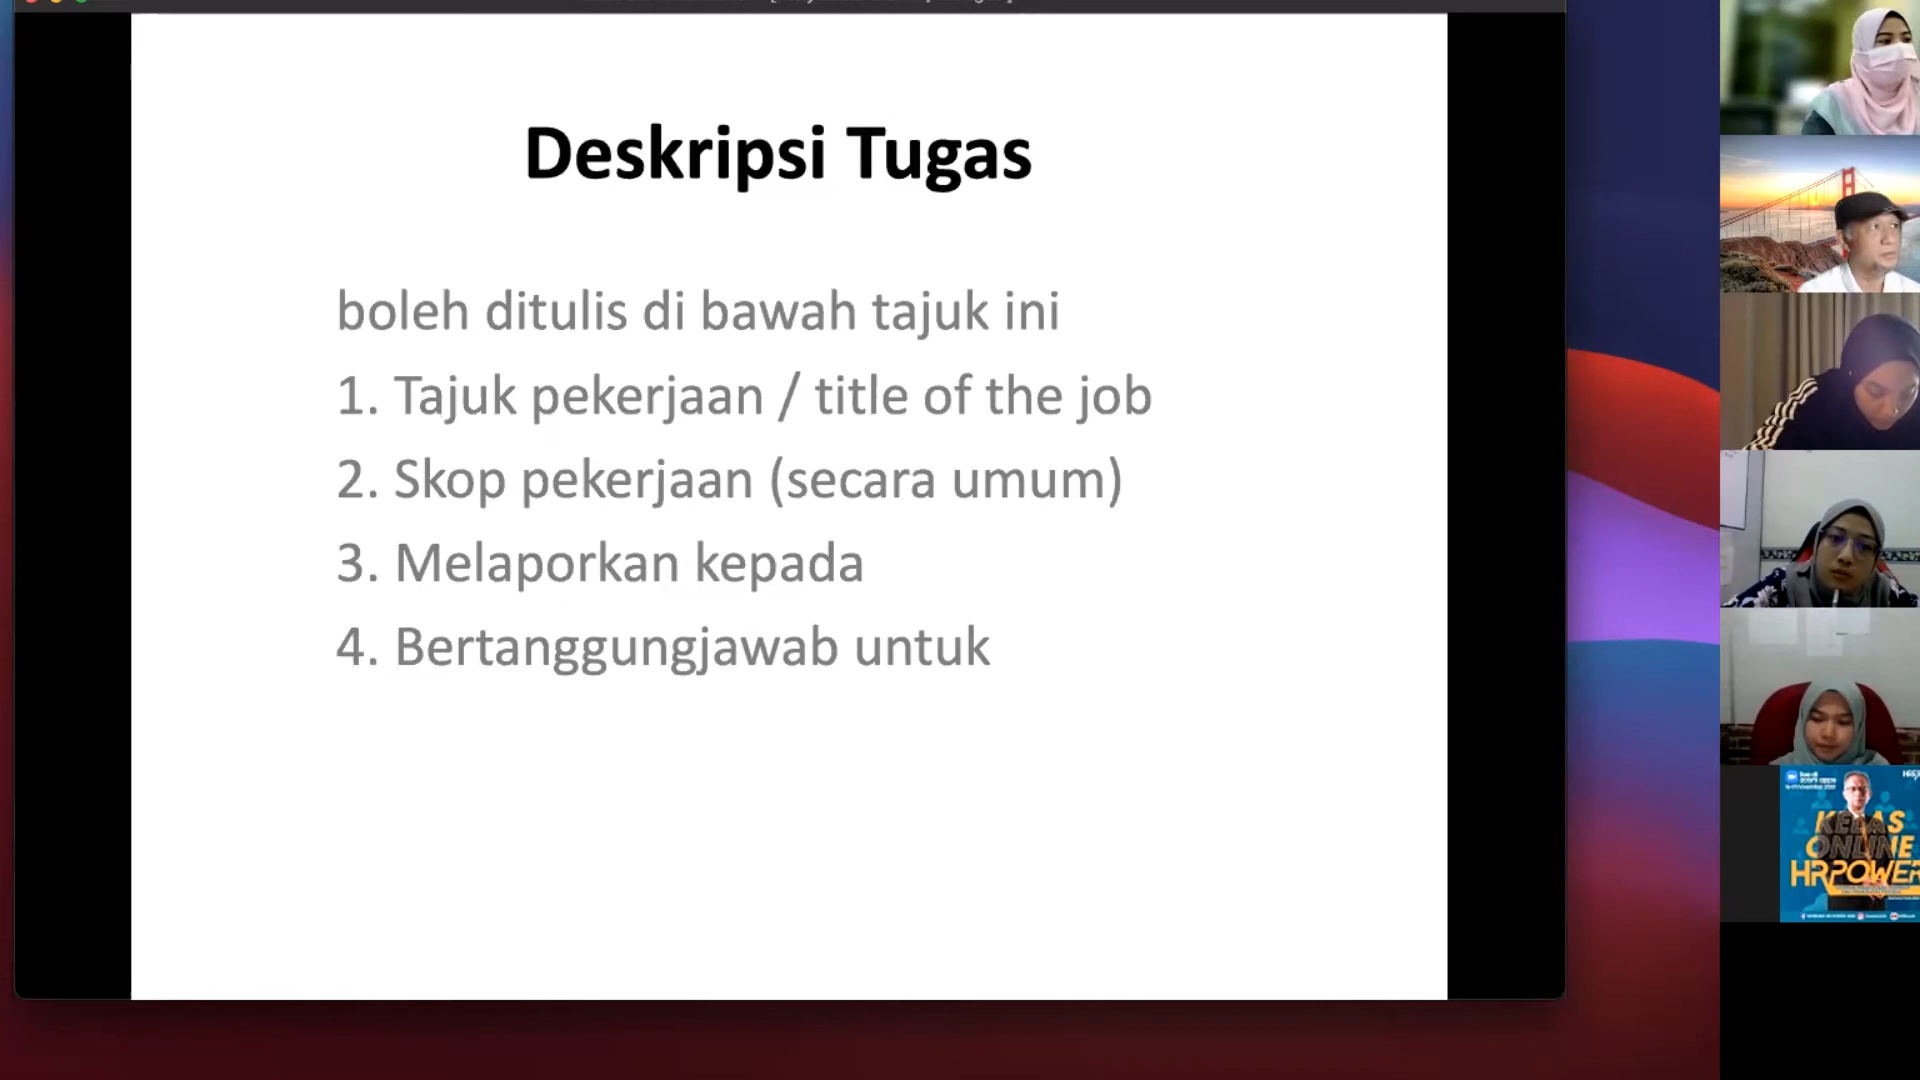 Deskripsi Tugas
boleh ditulis di bawah tajuk ini
1. Tajuk pekerjaan / title of the job
2. Skop pekerjaan (secara umum)
3. Melaporkan kepada
4. Bertanggungjawab untuk
KELAS
ONLINE
HRPOWER